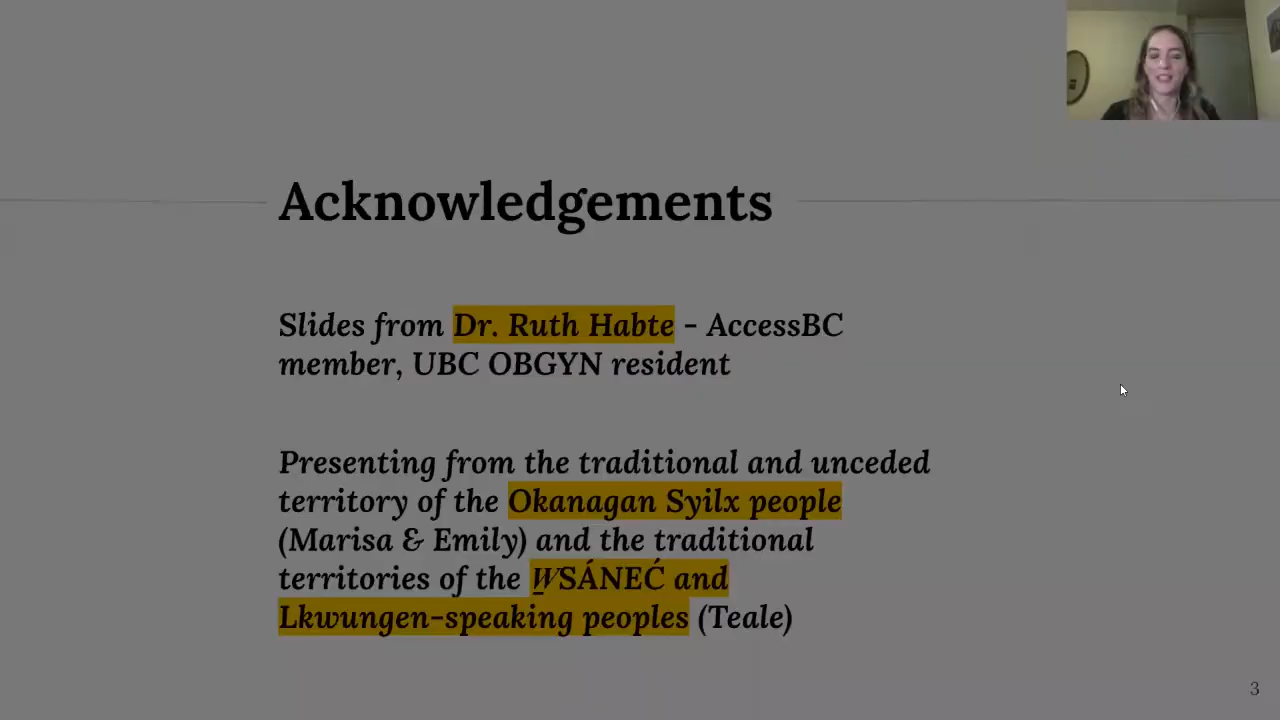 Acknowledgements
Slides from Dr. Ruth Habte - AccessBC
member, UBC OBGYN resident
Presenting from the traditional and unceded
territory of the Okanagan Syilx people
(Marisa & Emily) and the traditional
territories of the W̱SÁNEĆ and
Lkwungen-speaking peoples (Teale)
3